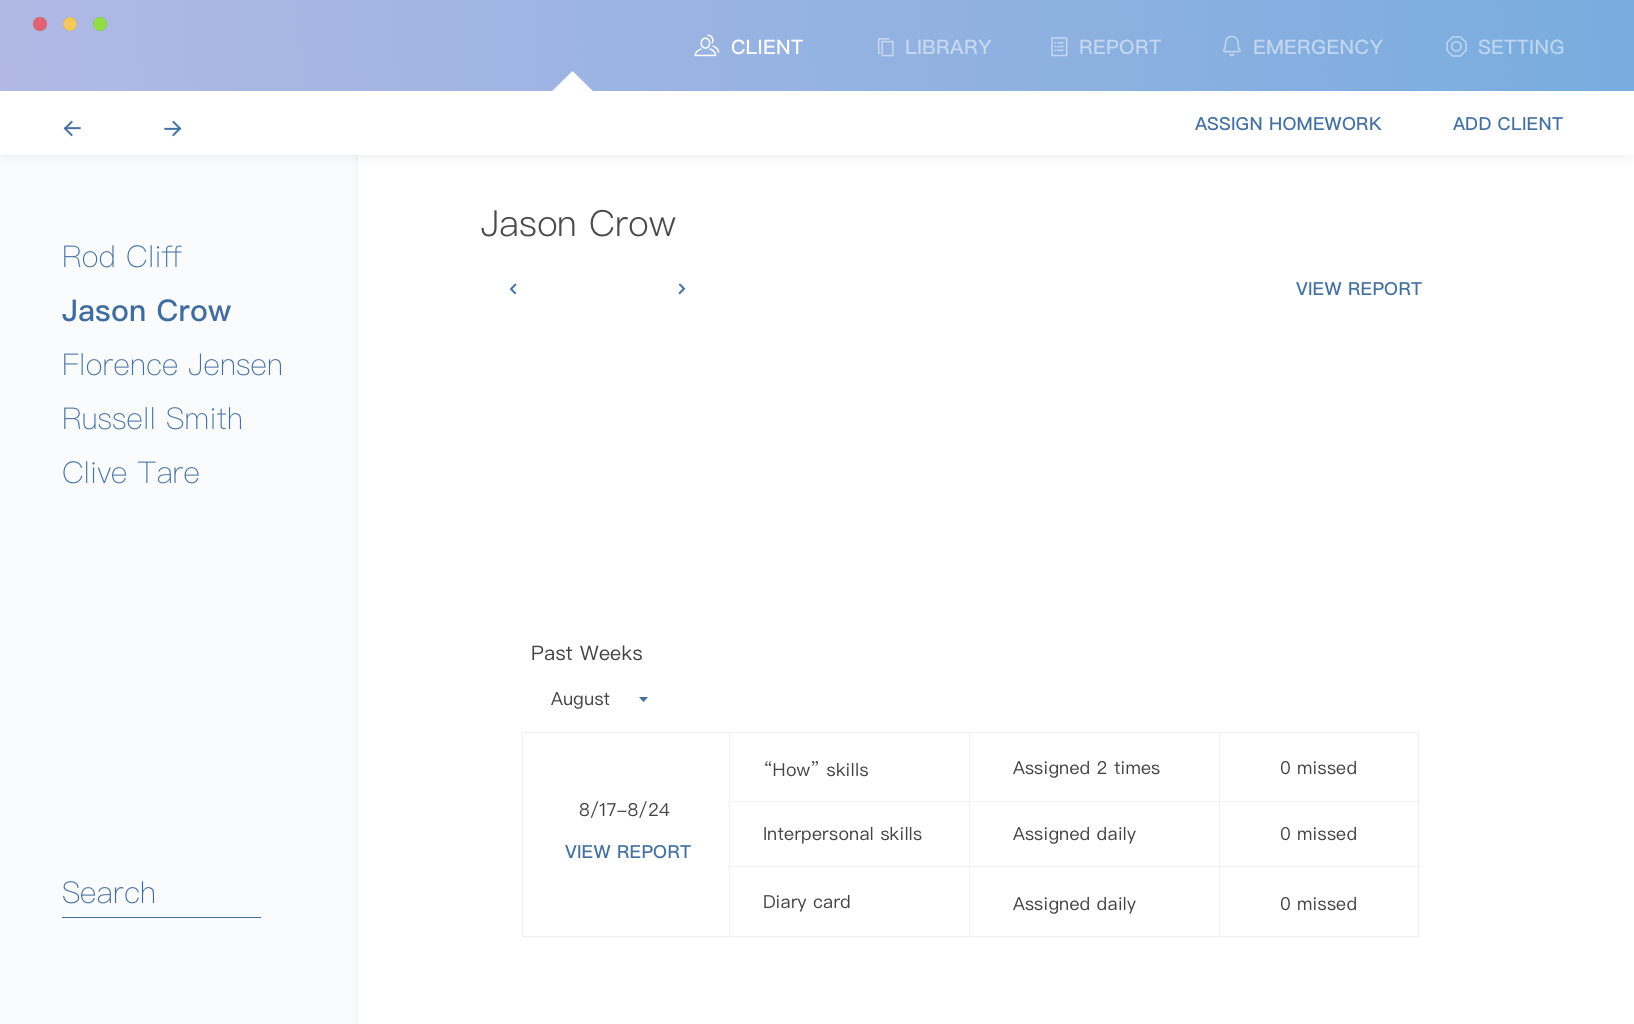 CLIENT
LIBRARY
REPORT
EMERGENCY
SETTING
ASSIGN HOMEWORK
ADD CLIENT
Rod Cliff
Jason Crow
Florence Jensen
Russell Smith
Clive Tare
Search
Jason Crow
VIEW REPORT
Past Weeks
August
8/17–8/24
VIEW REPORT
“How” skills
Assigned 2 times
0 missed
Interpersonal skills
Assigned daily
0 missed
Diary card
Assigned daily
0 missed